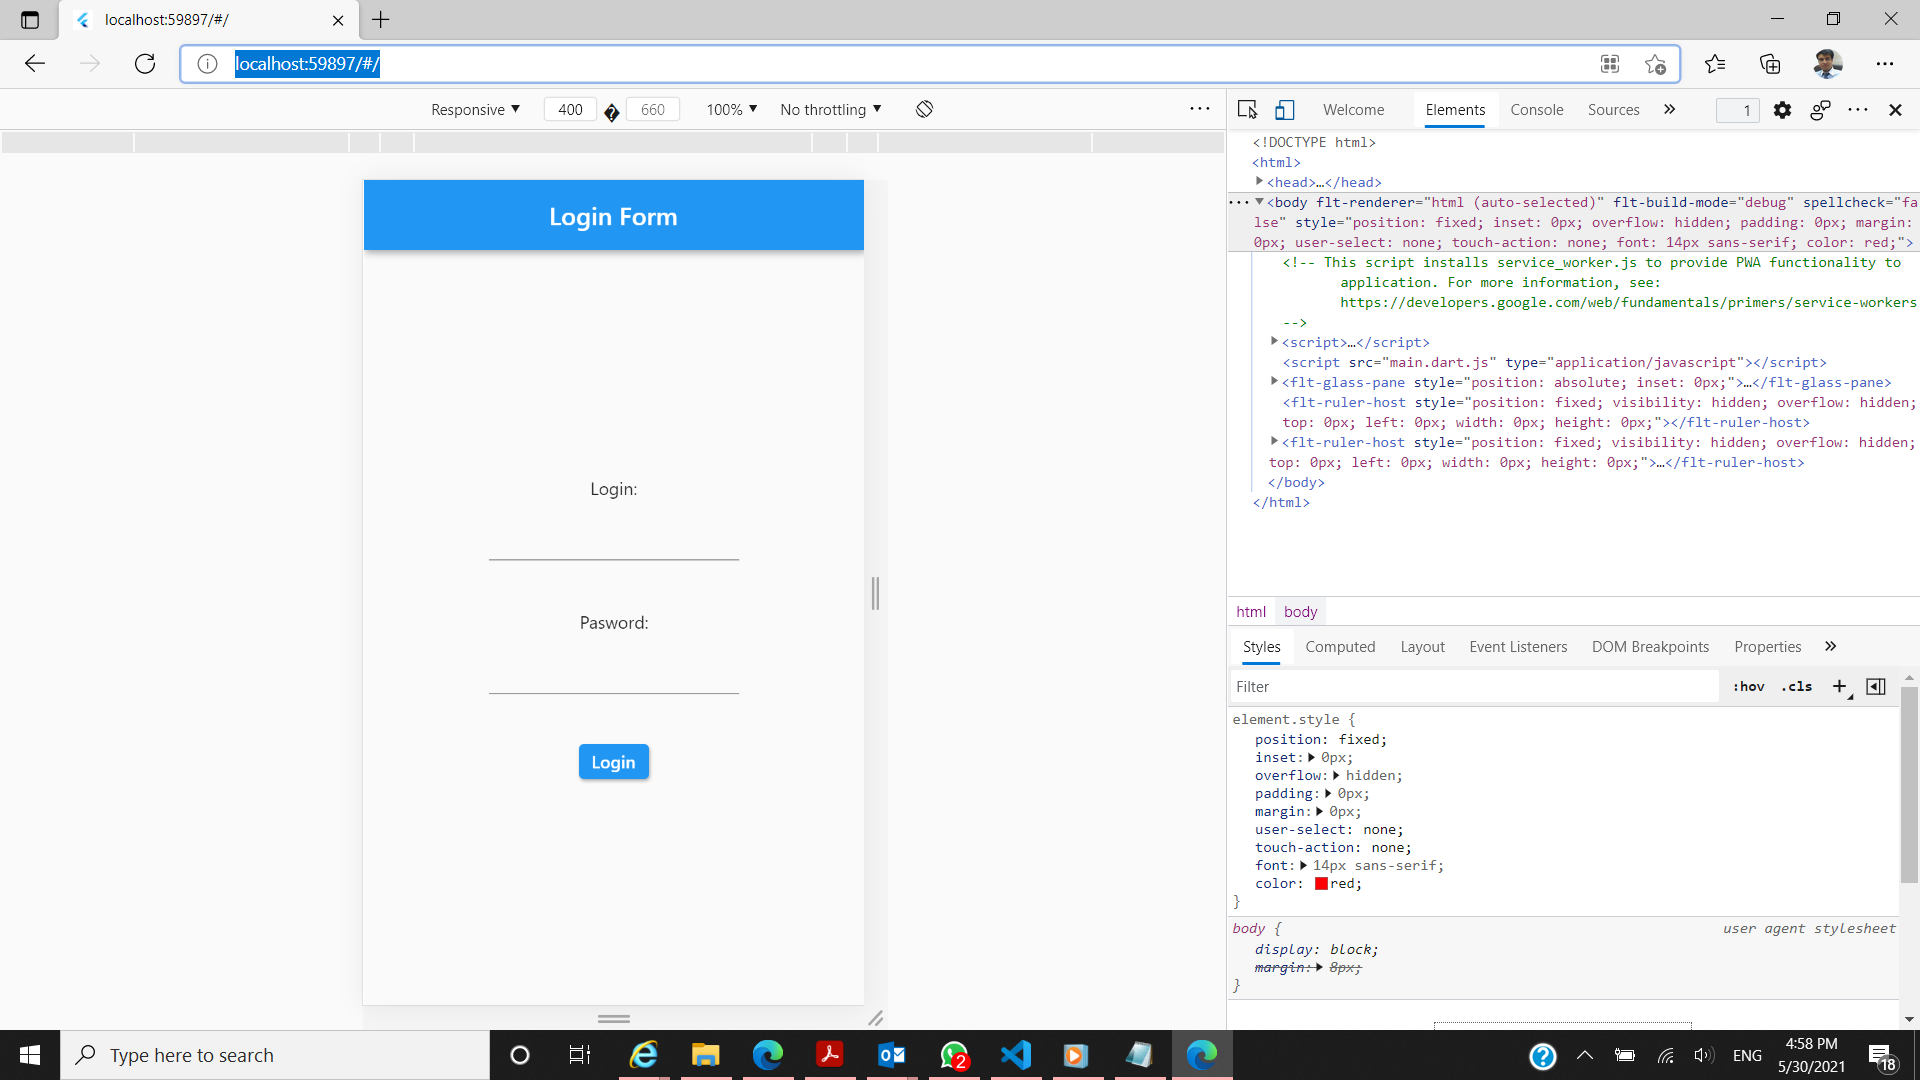 localhost:59897/#/
localhost:59897/#/
Responsive ▼ 400 � 660 100% ▼ No throttling ▼
Welcome Elements Console Sources » 1
<!DOCTYPE html>
<html>
<head>…</head>
<body flt-renderer="html (auto-selected)" flt-build-mode="debug" spellcheck="fa
lse" style="position: fixed; inset: 0px; overflow: hidden; padding: 0px; margin:
0px; user-select: none; touch-action: none; font: 14px sans-serif; color: red;">
<!-- This script installs service_worker.js to provide PWA functionality to
application. For more information, see:
https://developers.google.com/web/fundamentals/primers/service-workers
-->
<script>…</script>
<script src="main.dart.js" type="application/javascript"></script>
<flt-glass-pane style="position: absolute; inset: 0px;">…</flt-glass-pane>
<flt-ruler-host style="position: fixed; visibility: hidden; overflow: hidden;
top: 0px; left: 0px; width: 0px; height: 0px;"></flt-ruler-host>
<flt-ruler-host style="position: fixed; visibility: hidden; overflow: hidden;
top: 0px; left: 0px; width: 0px; height: 0px;">…</flt-ruler-host>
</body>
</html>
html body
Styles Computed Layout Event Listeners DOM Breakpoints Properties »
Filter :hov .cls +
element.style {
position: fixed;
inset: 0px;
overflow: hidden;
padding: 0px;
margin: 0px;
user-select: none;
touch-action: none;
font: 14px sans-serif;
color: red;
}
body { user agent stylesheet
display: block;
margin: 8px;
}
Login Form
Login:
Pasword:
Login
Type here to search
2
ENG
4:58 PM
5/30/2021
18